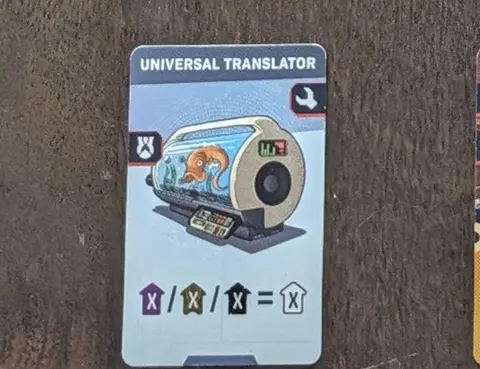 UNIVERSAL TRANSLATOR
X / X / X = X